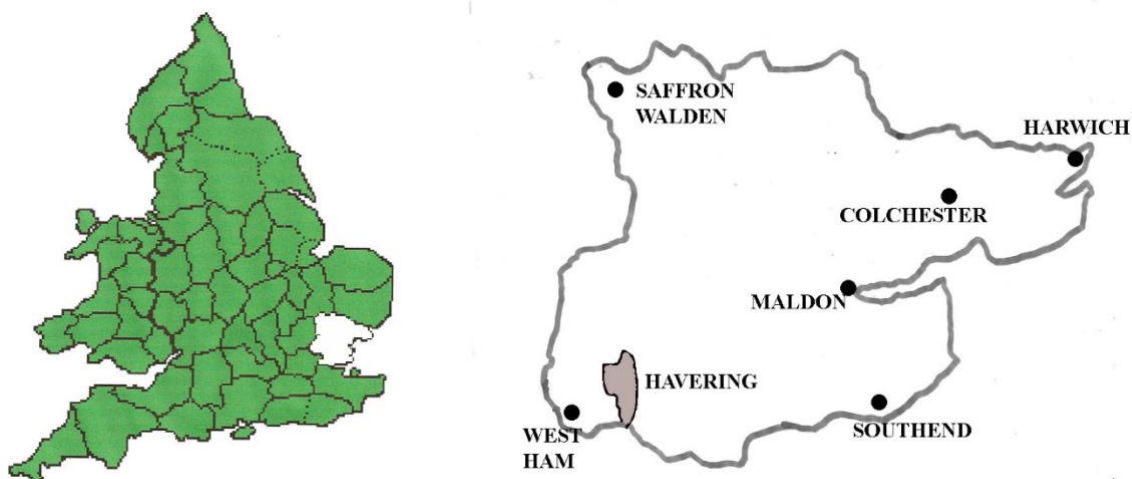 SAFFRON
WALDEN
HARWICH
COLCHESTER
MALDON
HAVERING
WEST
HAM
SOUTHEND